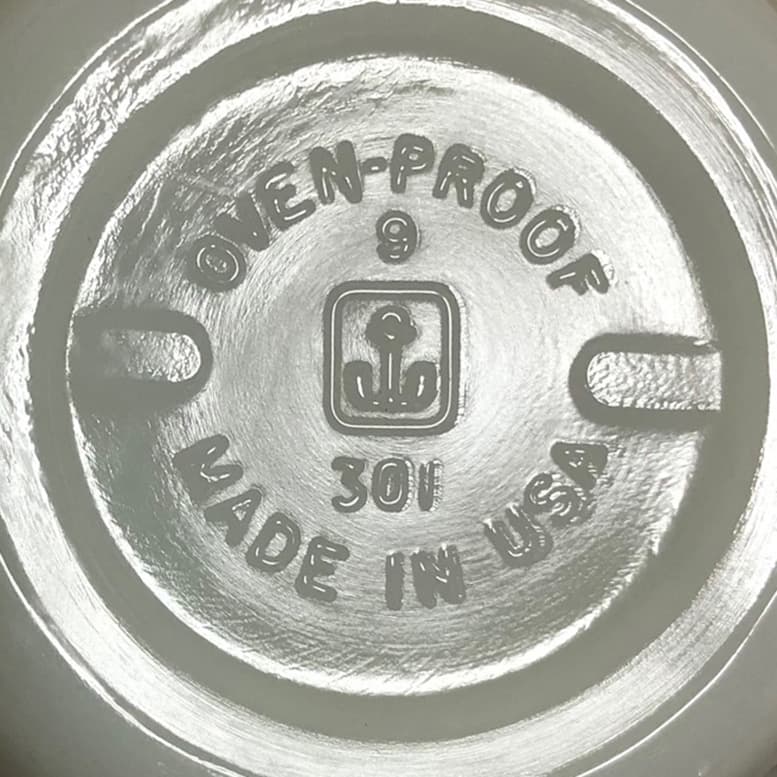 OVEN-PROOF
9
301
MADE IN USA